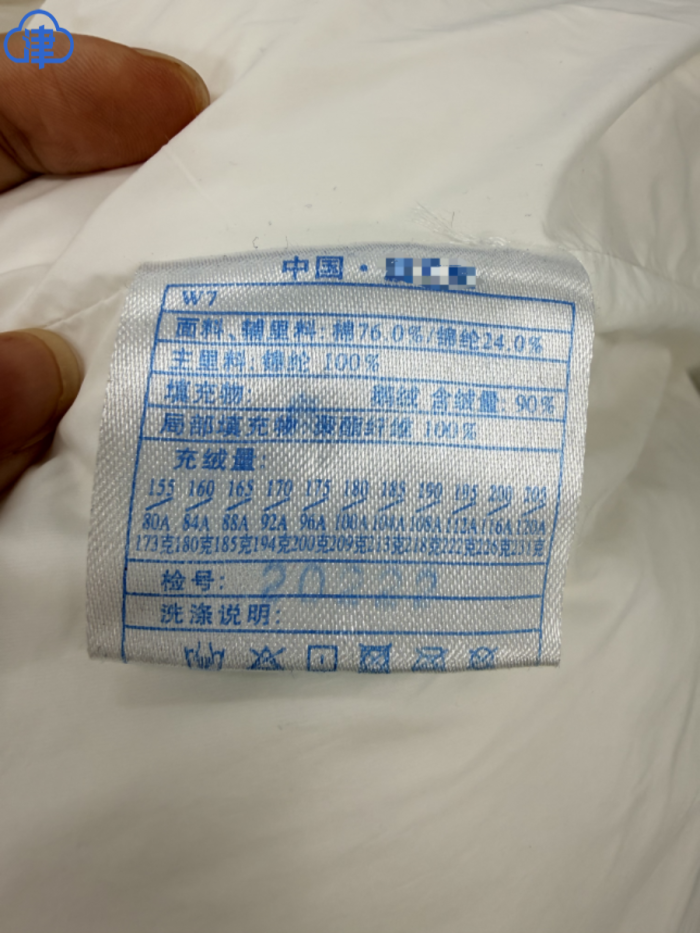 津
中国·
W7
面料、辅里料: 棉76.0%/锦纶24.0%
主里料: 锦纶 100%
填充物: 鹅绒 含绒量: 90%
局部填充物: 聚酯纤维 100%
充绒量:
155 160 165 170 175 180 185 190 195 200 205
80A 84A 88A 92A 96A 100A 104A 108A 112A 116A 120A
173克180克185克194克200克209克213克218克222克226克231克
检号:
洗涤说明: